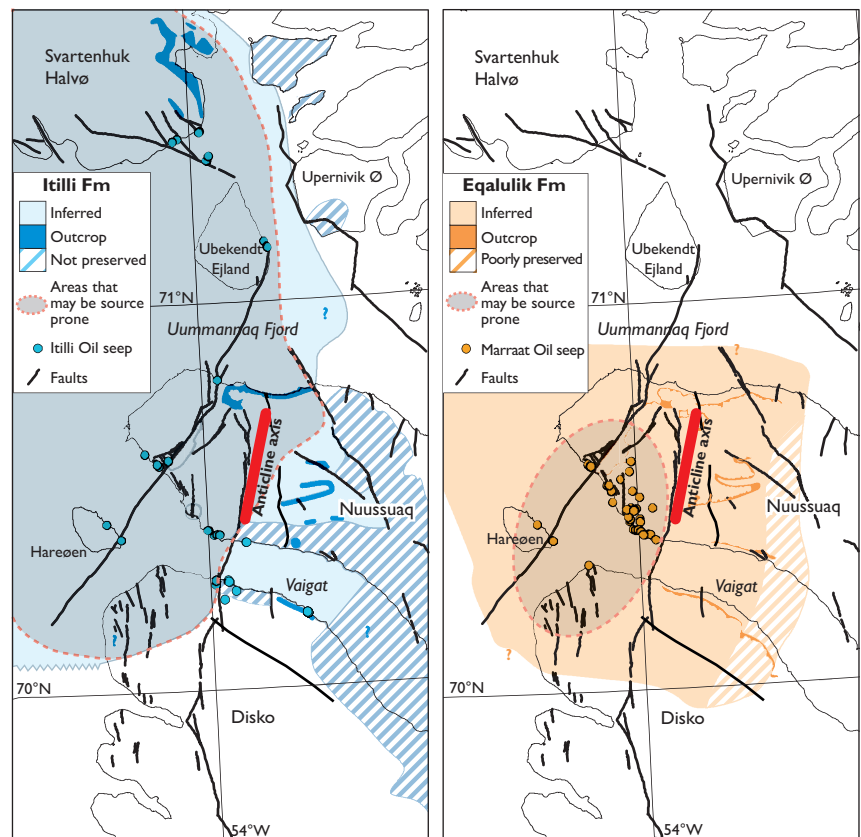 Svartenhuk
Halvø
Itilli Fm
Inferred
Outcrop
Not preserved
Areas that
may be source
prone
Itilli Oil seep
Faults
Upernivik Ø
Ubekendt
Ejland
71°N
?
Uummannaq Fjord
Anticline axis
Nuussuaq
Hareøen
Vaigat
?
?
70°N
Disko
54°W
Svartenhuk
Halvø
Eqalulik Fm
Inferred
Outcrop
Poorly preserved
Areas that
may be source
prone
Marraat Oil seep
Faults
Upernivik Ø
Ubekendt
Ejland
71°N
Uummannaq Fjord
?
Anticline axis
Nuussuaq
Hareøen
Vaigat
?
70°N
Disko
54°W